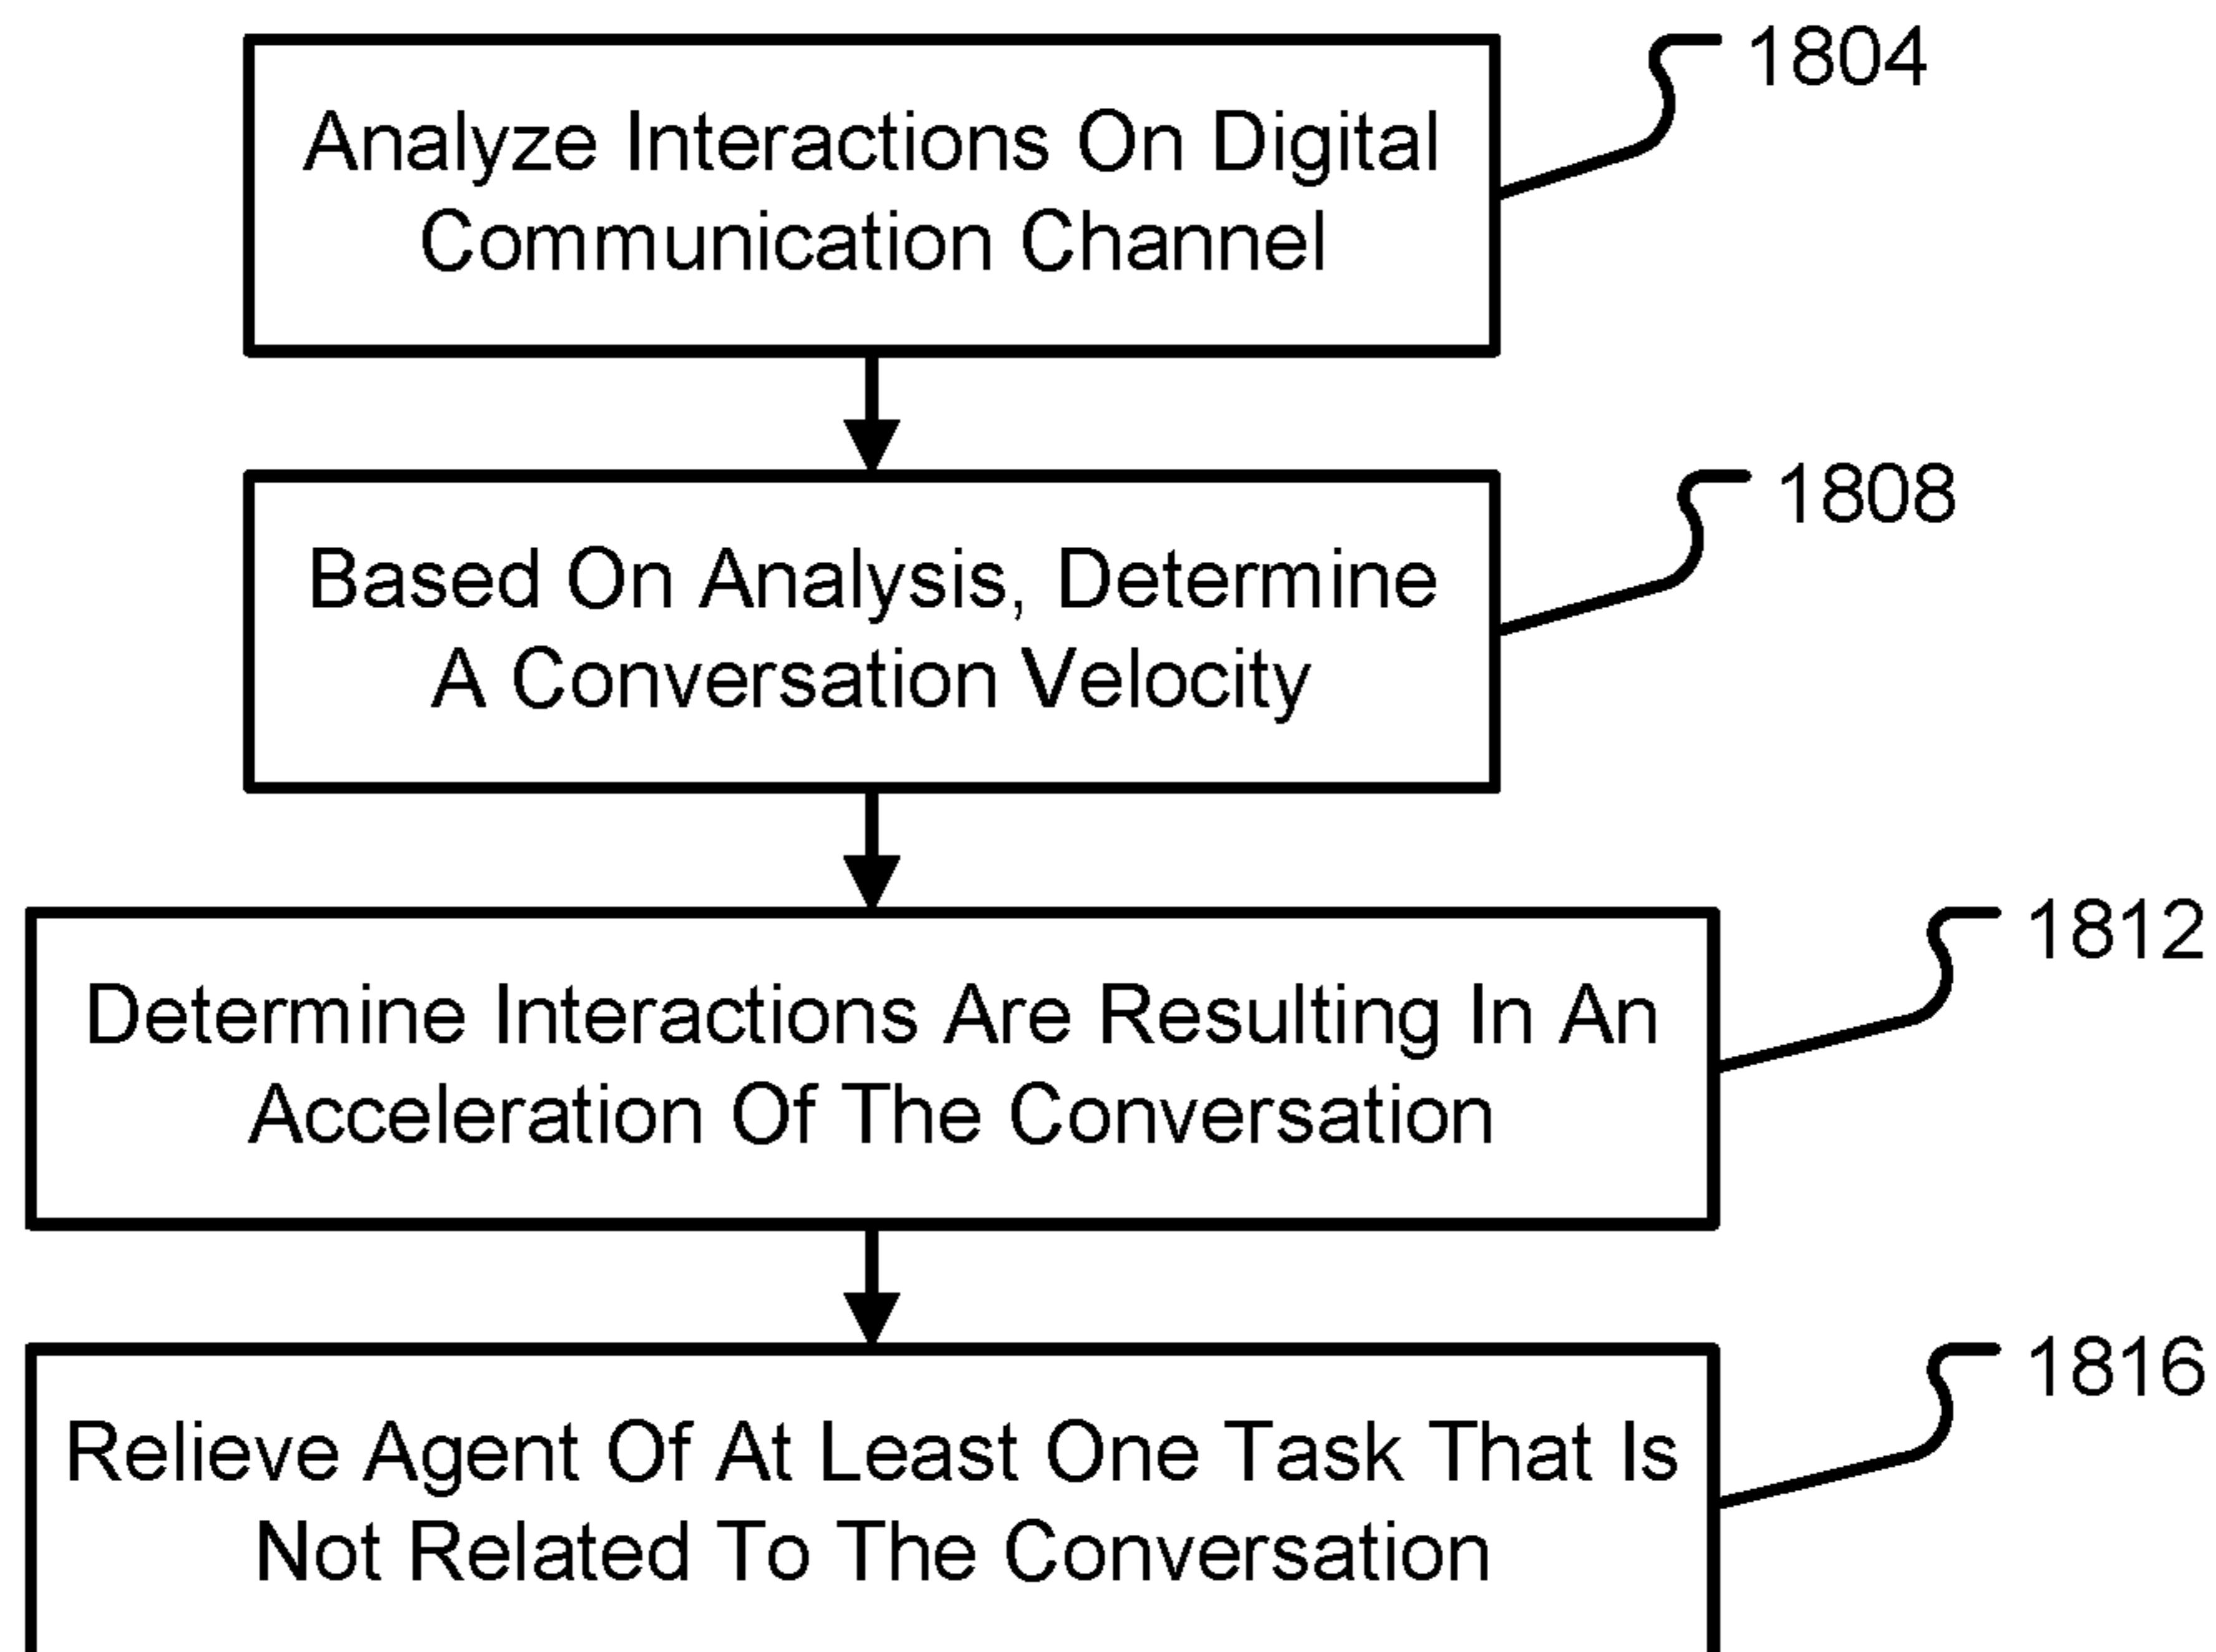 1804
Analyze Interactions On Digital
Communication Channel
1808
Based On Analysis, Determine
A Conversation Velocity
1812
Determine Interactions Are Resulting In An
Acceleration Of The Conversation
1816
Relieve Agent Of At Least One Task That Is
Not Related To The Conversation